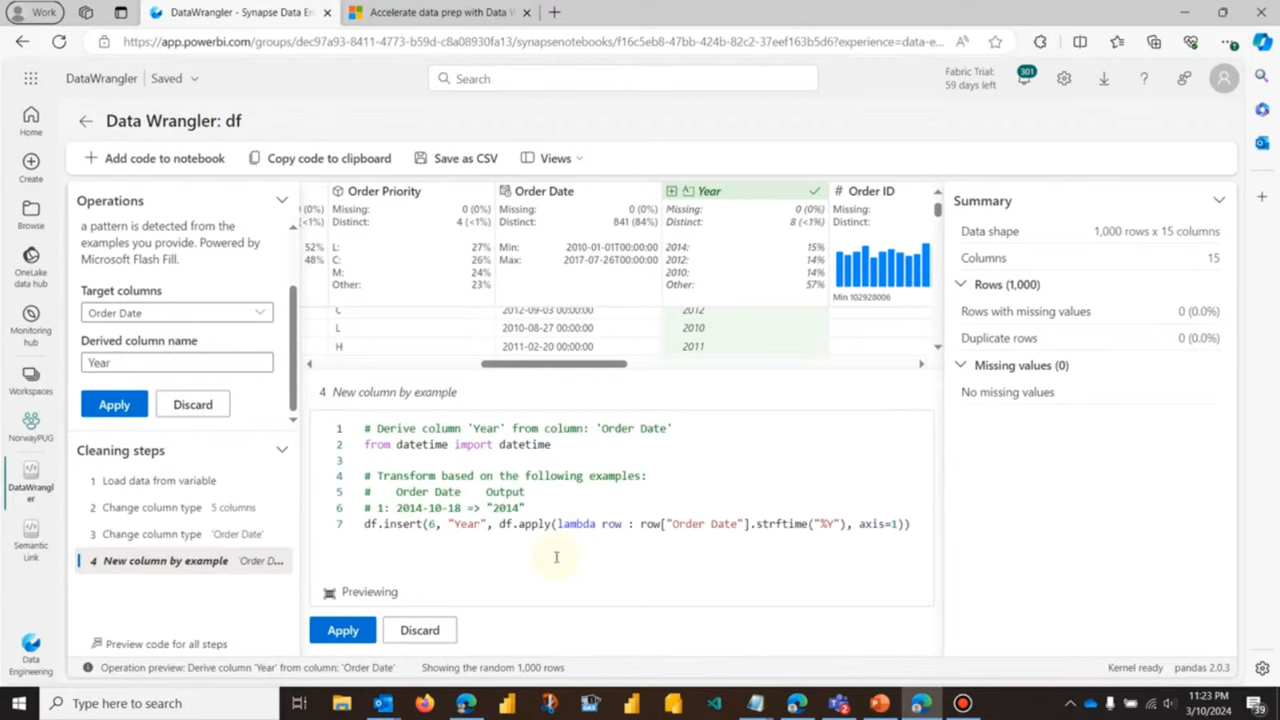 Work
DataWrangler - Synapse Data En
Accelerate data prep with Data W
https://app.powerbi.com/groups/dec97a93-8411-4773-b59d-c8a08930fa13/synapsenotebooks/f16c5eb8-47bb-424b-82c2-37eef163b5d6?experience=data-e...
DataWrangler
Saved
Search
Fabric Trial:
59 days left
301
Home
Create
Browse
OneLake
data hub
Monitoring
hub
Workspaces
NorwayPUG
DataWrangl
er
Semantic
Link
Data
Engineering
Data Wrangler: df
Add code to notebook
Copy code to clipboard
Save as CSV
Views
Operations
a pattern is detected from the
examples you provide. Powered by
Microsoft Flash Fill.
Target columns
Order Date
Derived column name
Year
Apply
Discard
Cleaning steps
1 Load data from variable
2 Change column type 5 columns
3 Change column type 'Order Date'
4 New column by example 'Order D...
Preview code for all steps
0 (0%)
(<1%)
52%
48%
Order Priority
Missing: 0 (0%)
Distinct: 4 (<1%)
L: 27%
C: 26%
M: 24%
Other: 23%
C
L
H
Order Date
Missing: 0 (0%)
Distinct: 841 (84%)
Min: 2010-01-01T00:00:00
Max: 2017-07-26T00:00:00
2012-09-03 00:00:00
2010-08-27 00:00:00
2011-02-20 00:00:00
Year
Missing: 0 (0%)
Distinct: 8 (<1%)
2014: 15%
2012: 14%
2010: 14%
Other: 57%
2012
2010
2011
# Order ID
Missing:
Distinct:
Min 102928006
4 New column by example
1 # Derive column 'Year' from column: 'Order Date'
2 from datetime import datetime
3
4 # Transform based on the following examples:
5 # Order Date Output
6 # 1: 2014-10-18 => "2014"
7 df.insert(6, "Year", df.apply(lambda row : row["Order Date"].strftime("%Y"), axis=1))
Previewing
Apply
Discard
Summary
Data shape 1,000 rows x 15 columns
Columns 15
Rows (1,000)
Rows with missing values 0 (0.0%)
Duplicate rows 0 (0.0%)
Missing values (0)
No missing values
Operation preview: Derive column 'Year' from column: 'Order Date'
Showing the random 1,000 rows
Kernel ready
pandas 2.0.3
Type here to search
11:23 PM
3/10/2024
39